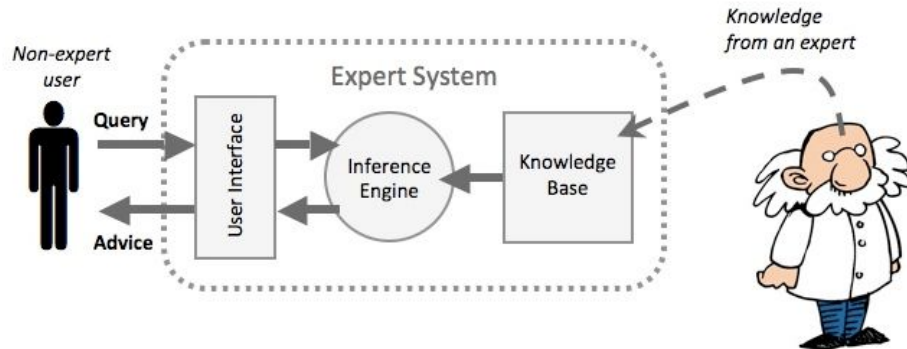 Non-expert
user
Query
Advice
Expert System
User Interface
Inference
Engine
Knowledge
Base
Knowledge
from an expert